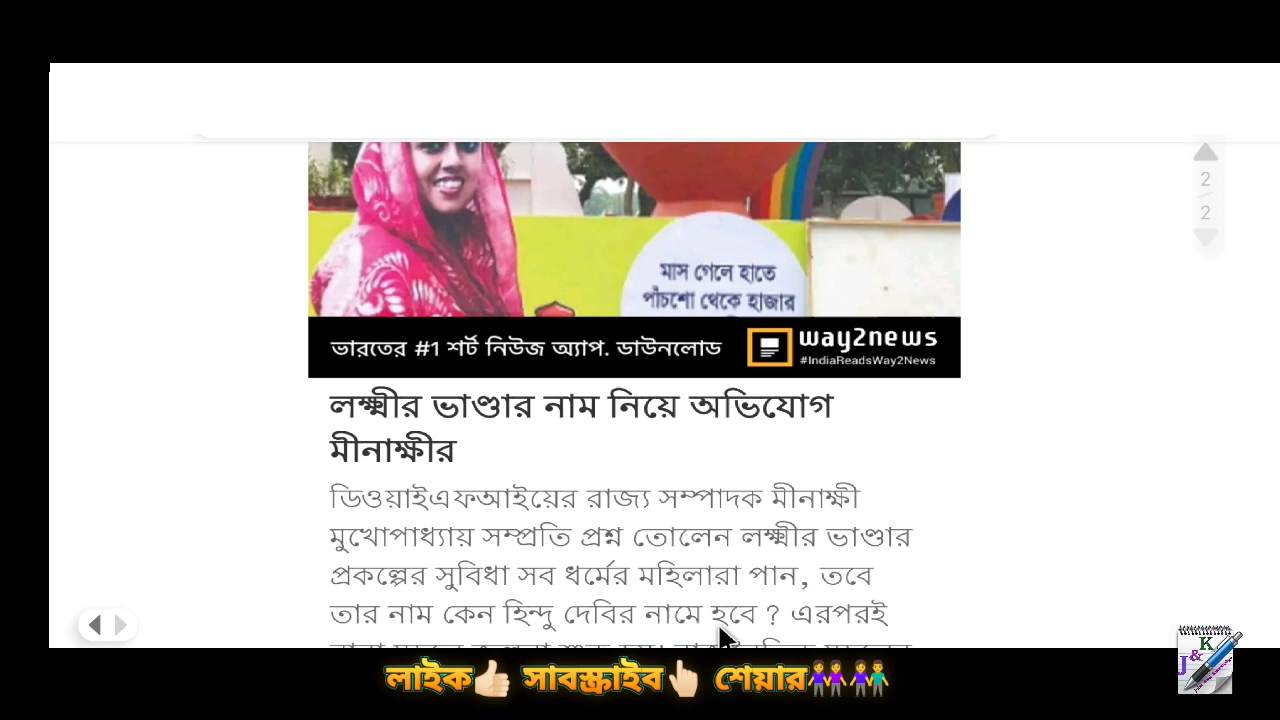 মাস গেলে হাতে
পাঁচশো থেকে হাজার
ভারতের #1 শর্ট নিউজ অ্যাপ. ডাউনলোড
way2news
#IndiaReadsWay2News
লক্ষ্মীর ভাণ্ডার নাম নিয়ে অভিযোগ
মীনাক্ষীর
ডিওয়াইএফআইয়ের রাজ্য সম্পাদক মীনাক্ষী
মুখোপাধ্যায় সম্প্রতি প্রশ্ন তোলেন লক্ষ্মীর ভাণ্ডার
প্রকল্পের সুবিধা সব ধর্মের মহিলারা পান, তবে
তার নাম কেন হিন্দু দেবির নামে হবে ? এরপরই
2
2
লাইক👍🏻 সাবস্ক্রাইব👆🏻 শেয়ার👭👫
J&K